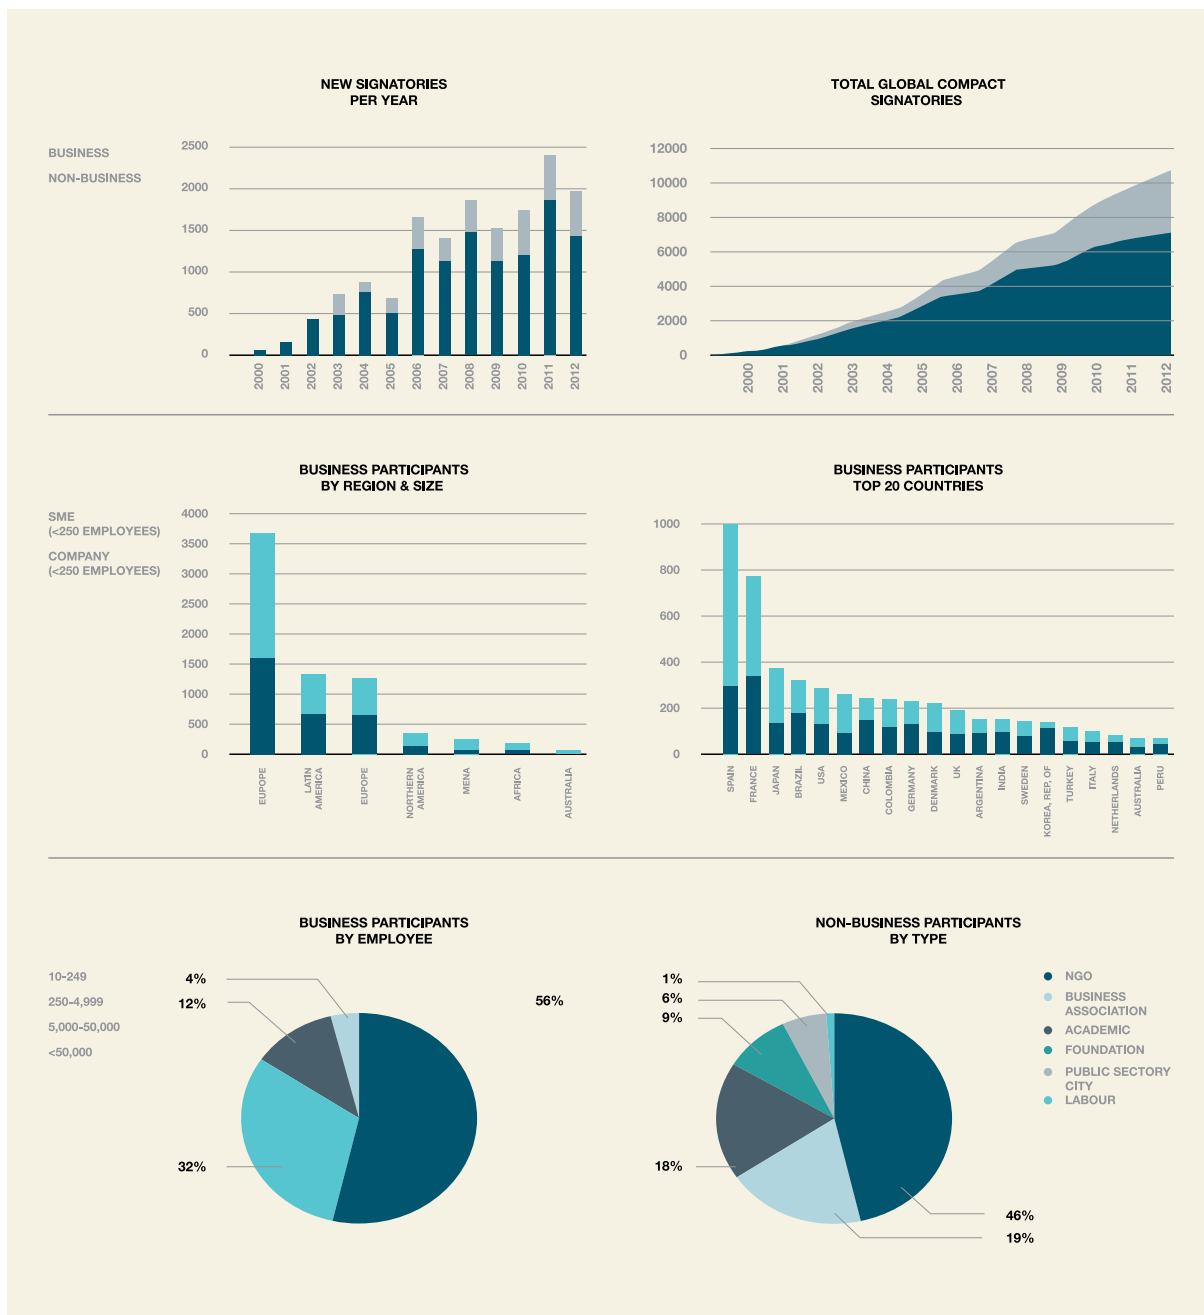 NEW SIGNATORIES
PER YEAR
BUSINESS
NON-BUSINESS
2500
2000
1500
1000
500
0
2000
2001
2002
2003
2004
2005
2006
2007
2008
2009
2010
2011
2012
TOTAL GLOBAL COMPACT
SIGNATORIES
12000
10000
8000
6000
4000
2000
0
2000
2001
2002
2003
2004
2005
2006
2007
2008
2009
2010
2011
2012
BUSINESS PARTICIPANTS
BY REGION & SIZE
SME
(<250 EMPLOYEES)
COMPANY
(<250 EMPLOYEES)
4000
3500
3000
2500
2000
1500
1000
500
0
EUPOPE
LATIN
AMERICA
EUPOPE
NORTHERN
AMERICA
MENA
AFRICA
AUSTRALIA
BUSINESS PARTICIPANTS
TOP 20 COUNTRIES
1000
800
600
400
200
0
SPAIN
FRANCE
JAPAN
BRAZIL
USA
MEXICO
CHINA
COLOMBIA
GERMANY
DENMARK
UK
ARGENTINA
INDIA
SWEDEN
KOREA, REP, OF
TURKEY
ITALY
NETHERLANDS
AUSTRALIA
PERU
BUSINESS PARTICIPANTS
BY EMPLOYEE
10-249
250-4,999
5,000-50,000
<50,000
4%
12%
56%
32%
NON-BUSINESS PARTICIPANTS
BY TYPE
1%
6%
9%
18%
46%
19%
NGO
BUSINESS
ASSOCIATION
ACADEMIC
FOUNDATION
PUBLIC SECTORY
CITY
LABOUR